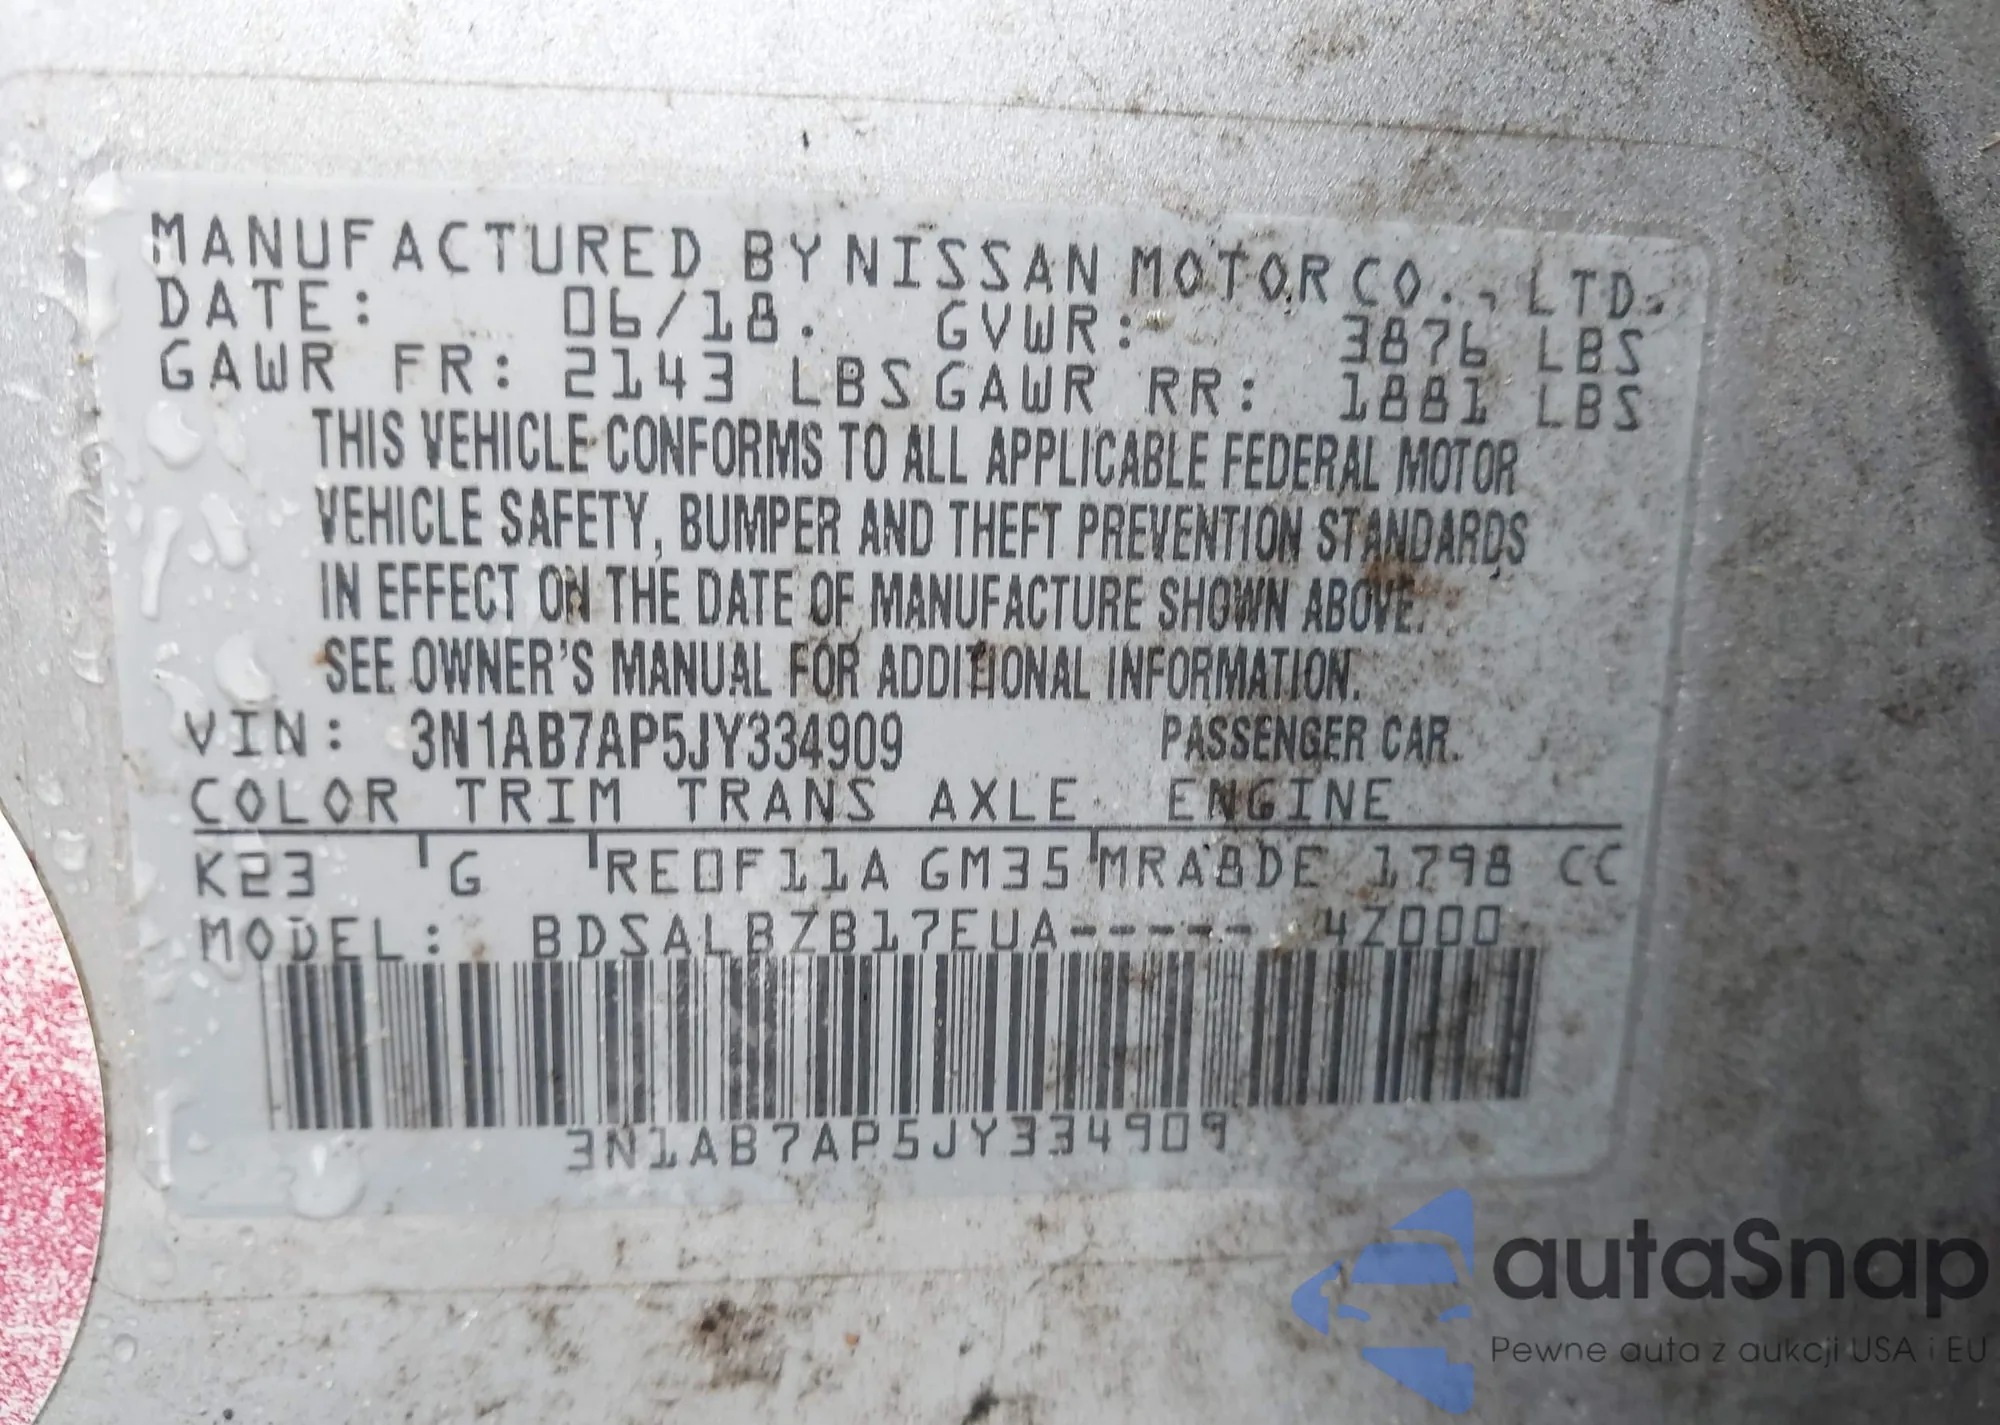 MANUFACTURED BY NISSAN MOTOR CO., LTD.
DATE: 06/18. GVWR: 3876 LBS
GAWR FR: 2143 LBS GAWR RR: 1881 LBS
THIS VEHICLE CONFORMS TO ALL APPLICABLE FEDERAL MOTOR
VEHICLE SAFETY, BUMPER AND THEFT PREVENTION STANDARDS
IN EFFECT ON THE DATE OF MANUFACTURE SHOWN ABOVE.
SEE OWNER'S MANUAL FOR ADDITIONAL INFORMATION.
VIN: 3N1AB7AP5JY334909 PASSENGER CAR.
COLOR TRIM TRANS AXLE ENGINE
K23 G RE0F11A GM35 MRA8DE 1798 CC
MODEL: BDSALBZB17EUA----- 4Z000
3N1AB7AP5JY334909
autaSnap
Pewne auta z aukcji USA i EU